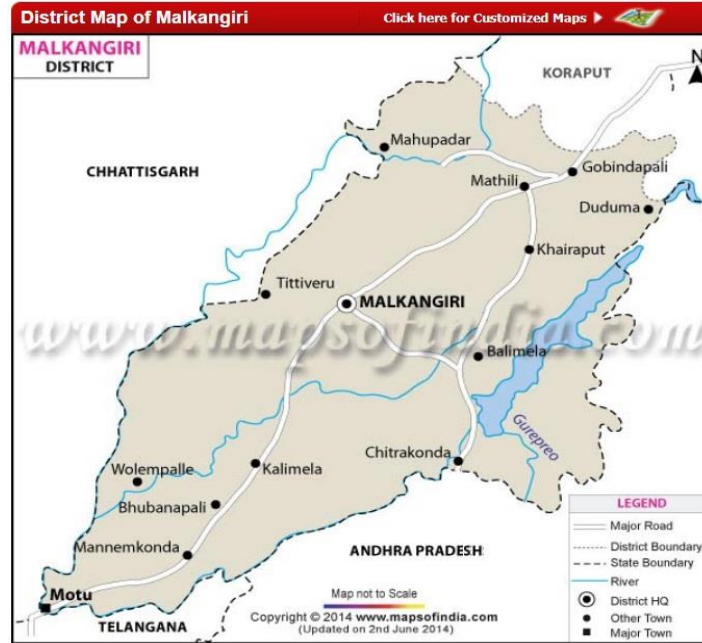 District Map of Malkangiri
Click here for Customized Maps
MALKANGIRI
DISTRICT
N
KORAPUT
Mahupadar
CHHATTISGARH
Gobindapali
Mathili
Duduma
Khairaput
Tittiveru
MALKANGIRI
www.mapsofindia.com
Balimela
Gurepreo
Chitrakonda
Wolempalle
Kalimela
Bhubanapali
Mannemkonda
ANDHRA PRADESH
Motu
TELANGANA
Map not to Scale
Copyright © 2014 www.mapsofindia.com
(Updated on 2nd June 2014)
LEGEND
Major Road
District Boundary
State Boundary
River
District HQ
Other Town
Major Town